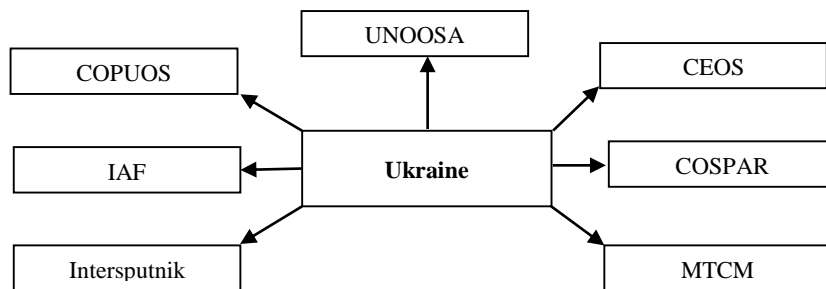 UNOOSA
COPUOS
CEOS
IAF
Ukraine
COSPAR
Intersputnik
MTCM